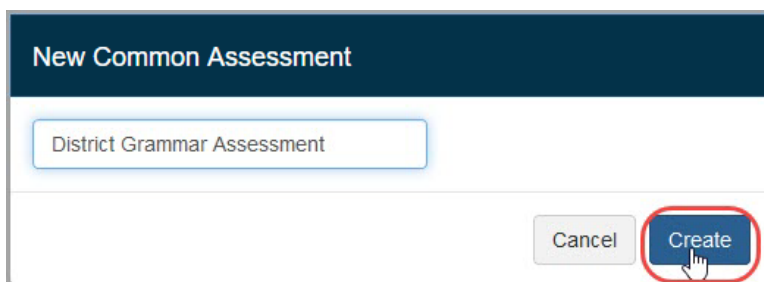 New Common Assessment
District Grammar Assessment
Cancel Create